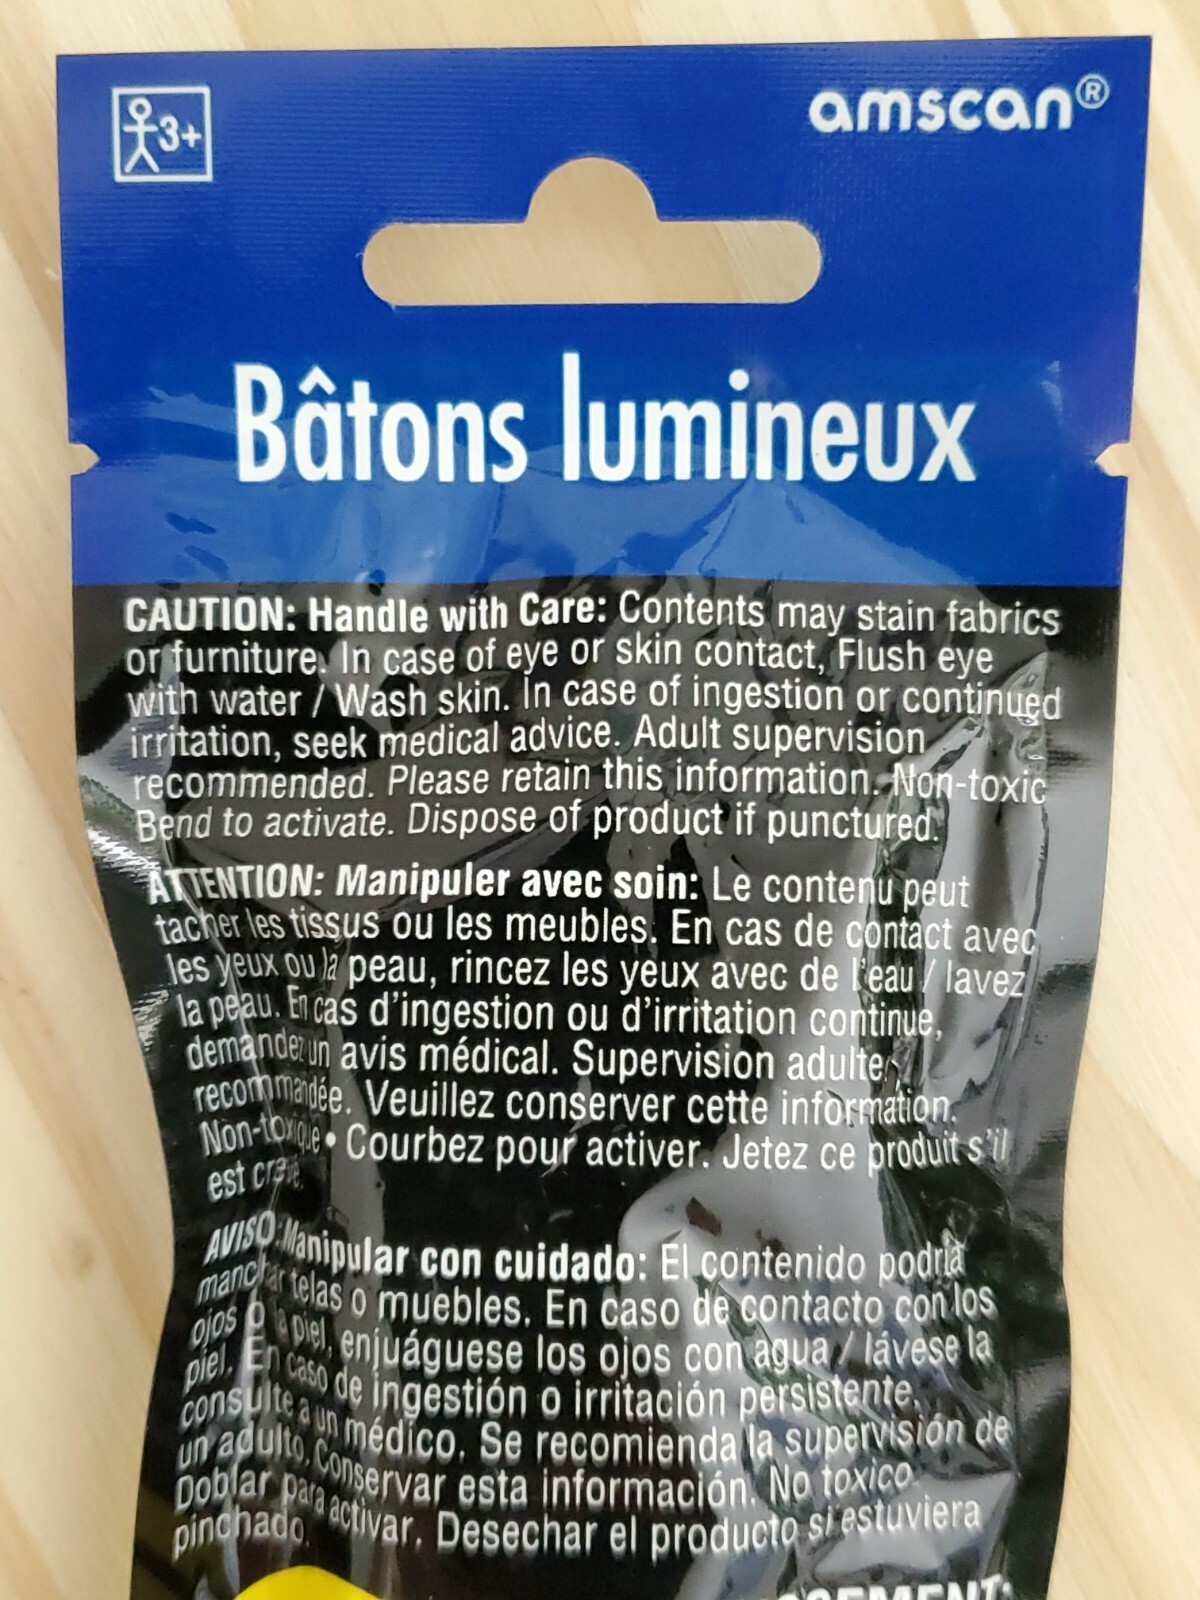 3+
amscan®
Bâtons lumineux
CAUTION: Handle with Care: Contents may stain fabrics
or furniture. In case of eye or skin contact, Flush eye
with water / Wash skin. In case of ingestion or continued
irritation, seek medical advice. Adult supervision
recommended. Please retain this information. Non-toxic
Bend to activate. Dispose of product if punctured.
ATTENTION: Manipuler avec soin: Le contenu peut
tacher les tissus ou les meubles. En cas de contact avec
les yeux ou la peau, rincez les yeux avec de l'eau / lavez
la peau. En cas d'ingestion ou d'irritation continue,
demandez un avis médical. Supervision adulte
recommandée. Veuillez conserver cette information.
Non-toxique • Courbez pour activer. Jetez ce produit s'il
est crevé.
AVISO: Manipular con cuidado: El contenido podría
manchar telas o muebles. En caso de contacto con los
ojos o la piel, enjuáguese los ojos con agua / lávese la
piel. En caso de ingestión o irritación persistente,
consulte a un médico. Se recomienda la supervisión de
un adulto. Conservar esta información. No toxico.
Doblar para activar. Desechar el producto si estuviera
pinchado.